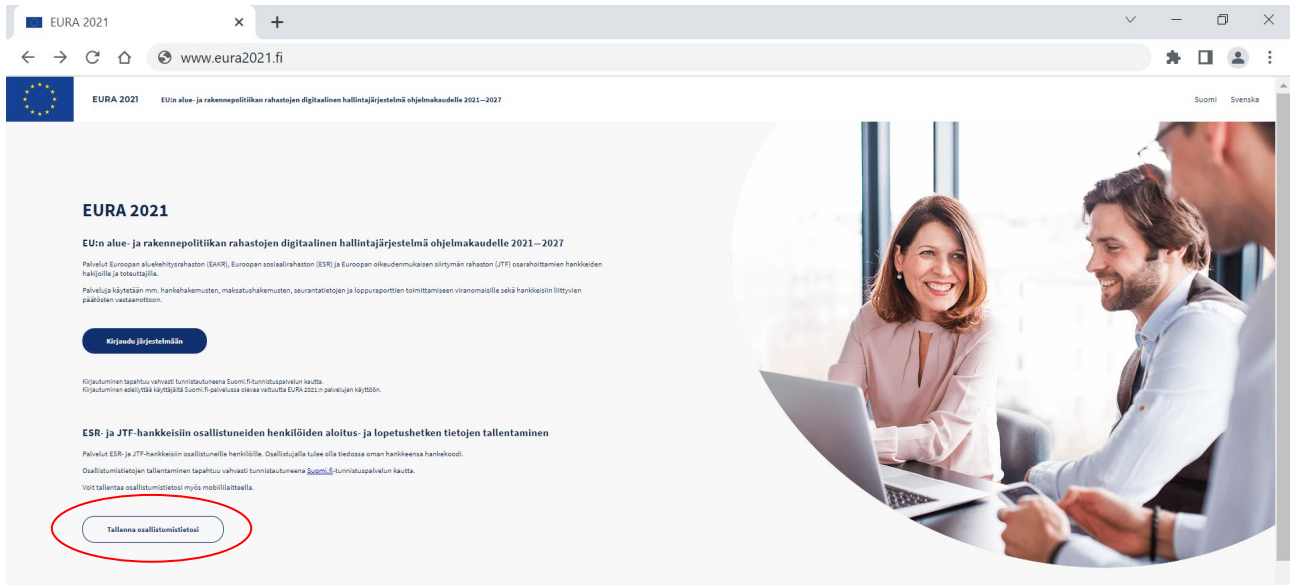 EURA 2021
www.eura2021.fi
EURA 2021 EU:n alue- ja rakennepolitiikan rahastojen digitaalinen hallintajärjestelmä ohjelmakaudelle 2021—2027 Suomi Svenska
EURA 2021
EU:n alue- ja rakennepolitiikan rahastojen digitaalinen hallintajärjestelmä ohjelmakaudelle 2021—2027
Palvelut Euroopan aluekehitysrahaston (EAKR), Euroopan sosiaalirahaston (ESR) ja Euroopan oikeudenmukaisen siirtymän rahaston (JTF) osarahoittamien hankkeiden
hakijoille ja toteuttajille.
Palveluja käytetään mm. hankehakemusten, maksatushakemusten, seurantatietojen ja loppuraporttien toimittamiseen viranomaisille sekä hankkeisiin liittyvien
päätösten vastaanottoon.
Kirjaudu järjestelmään
Kirjautuminen tapahtuu vahvasti tunnistautuneena Suomi.fi-tunnistuspalvelun kautta.
Kirjautuminen edellyttää käyttäjältä Suomi.fi-palvelussa olevaa valtuutta EURA 2021:n palvelujen käyttöön.
ESR- ja JTF-hankkeisiin osallistuneiden henkilöiden aloitus- ja lopetushetken tietojen tallentaminen
Palvelut ESR- ja JTF-hankkeisiin osallistuneille henkilöille. Osallistujalla tulee olla tiedossa oman hankkeensa hankekoodi.
Osallistumistietojen tallentaminen tapahtuu vahvasti tunnistautuneena Suomi.fi-tunnistuspalvelun kautta.
Voit tallentaa osallistumistietosi myös mobiililaitteella.
Tallenna osallistumistietosi